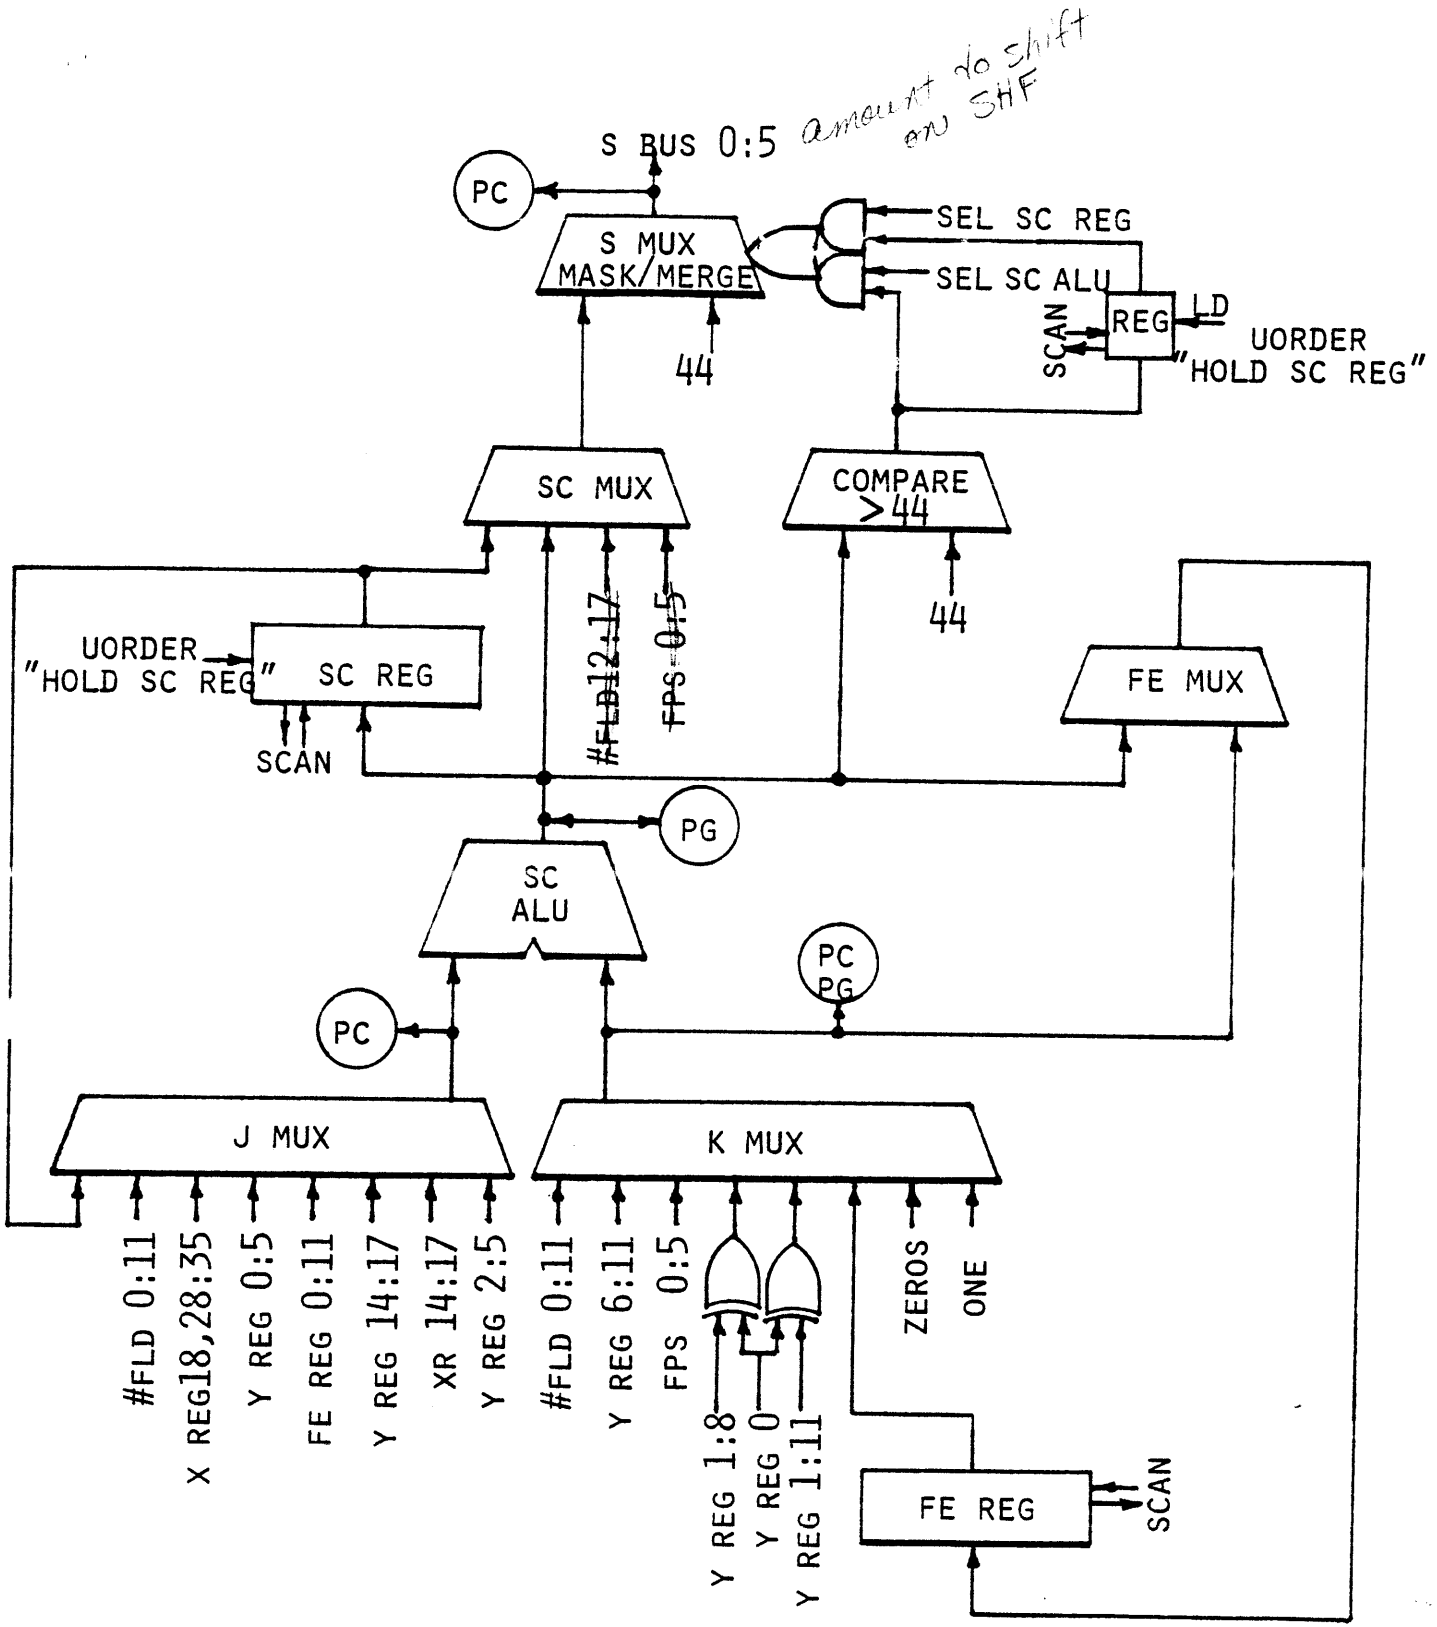 amount to shift
on SHF
S BUS 0:5
PC
SEL SC REG
S MUX
MASK/MERGE
SEL SC ALU
LD
REG
SCAN
UORDER
"HOLD SC REG"
44
SC MUX
COMPARE
>44
#FLD12:17
FPS 0:5
44
UORDER
"HOLD SC REG"
SC REG
SCAN
FE MUX
PG
SC
ALU
PC
PG
PC
J MUX
K MUX
#FLD 0:11
X REG18,28:35
Y REG 0:5
FE REG 0:11
Y REG 14:17
XR 14:17
Y REG 2:5
#FLD 0:11
Y REG 6:11
FPS 0:5
Y REG 1:8
Y REG 0
Y REG 1:11
ZEROS
ONE
FE REG
SCAN